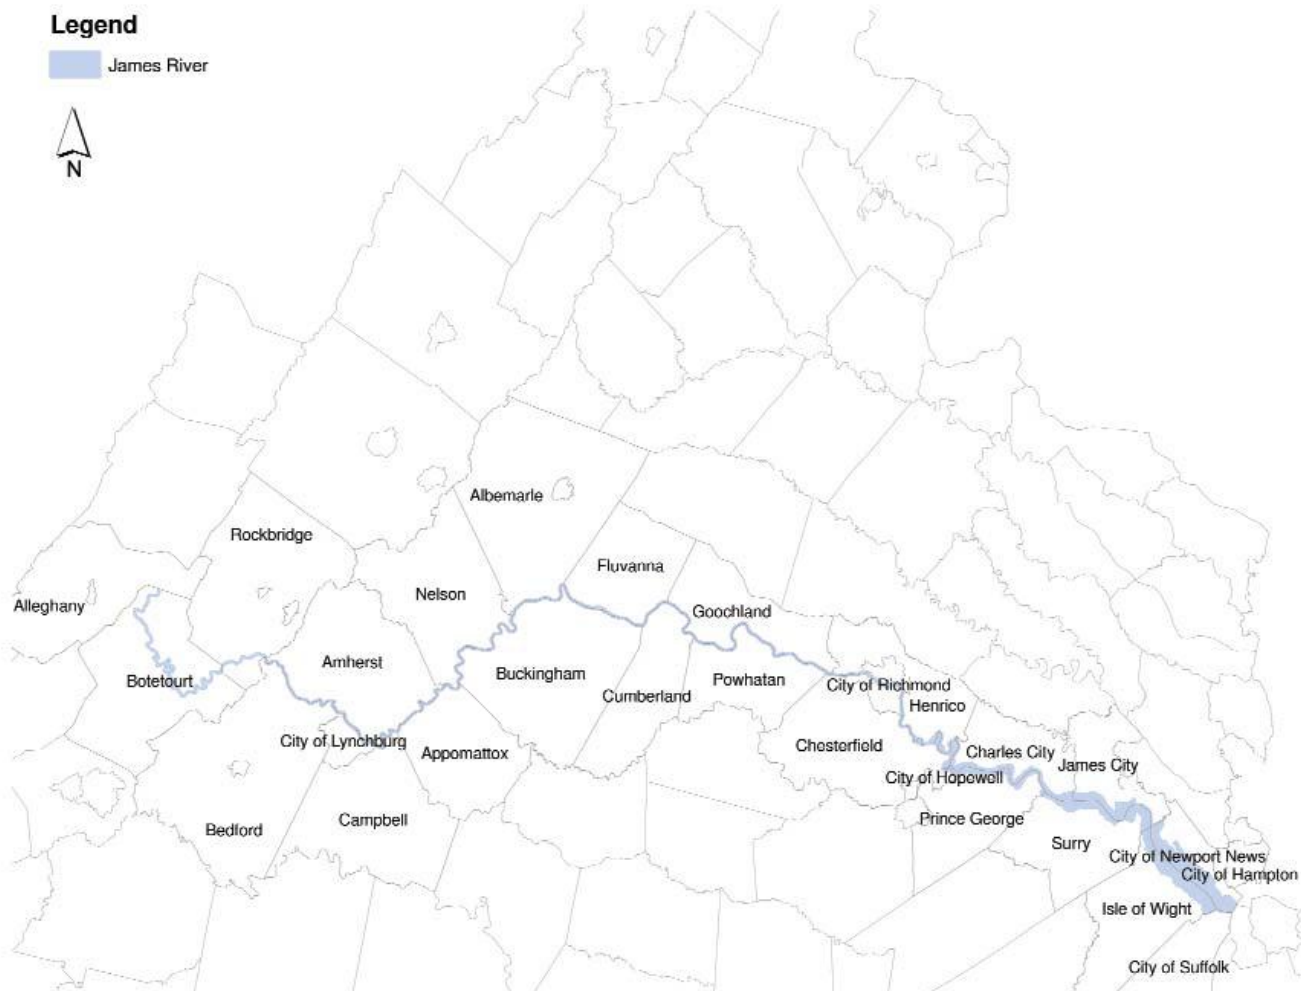 Legend
James River
N
Albemarle
Rockbridge
Fluvanna
Nelson
Alleghany
Goochland
Amherst
Buckingham
Botetourt
Powhatan
City of Richmond
Cumberland
Henrico
City of Lynchburg
Chesterfield
Appomattox
Charles City
James City
City of Hopewell
Campbell
Prince George
Bedford
Surry
City of Newport News
City of Hampton
Isle of Wight
City of Suffolk